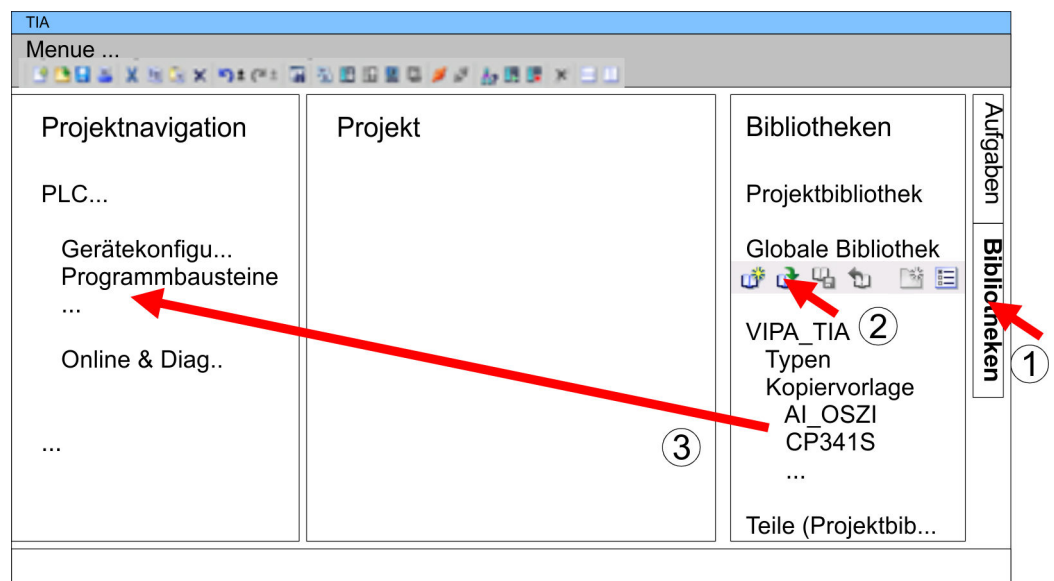 TIA
Menue ...
Projektnavigation
PLC...
Gerätekonfigu...
Programmbausteine
...
Online & Diag..
...
Projekt
③
Bibliotheken
Projektbibliothek
Globale Bibliothek
②
VIPA_TIA
Typen
Kopiervorlage
AI_OSZI
CP341S
...
Teile (Projektbib...
Aufgaben
Bibliotheken
①